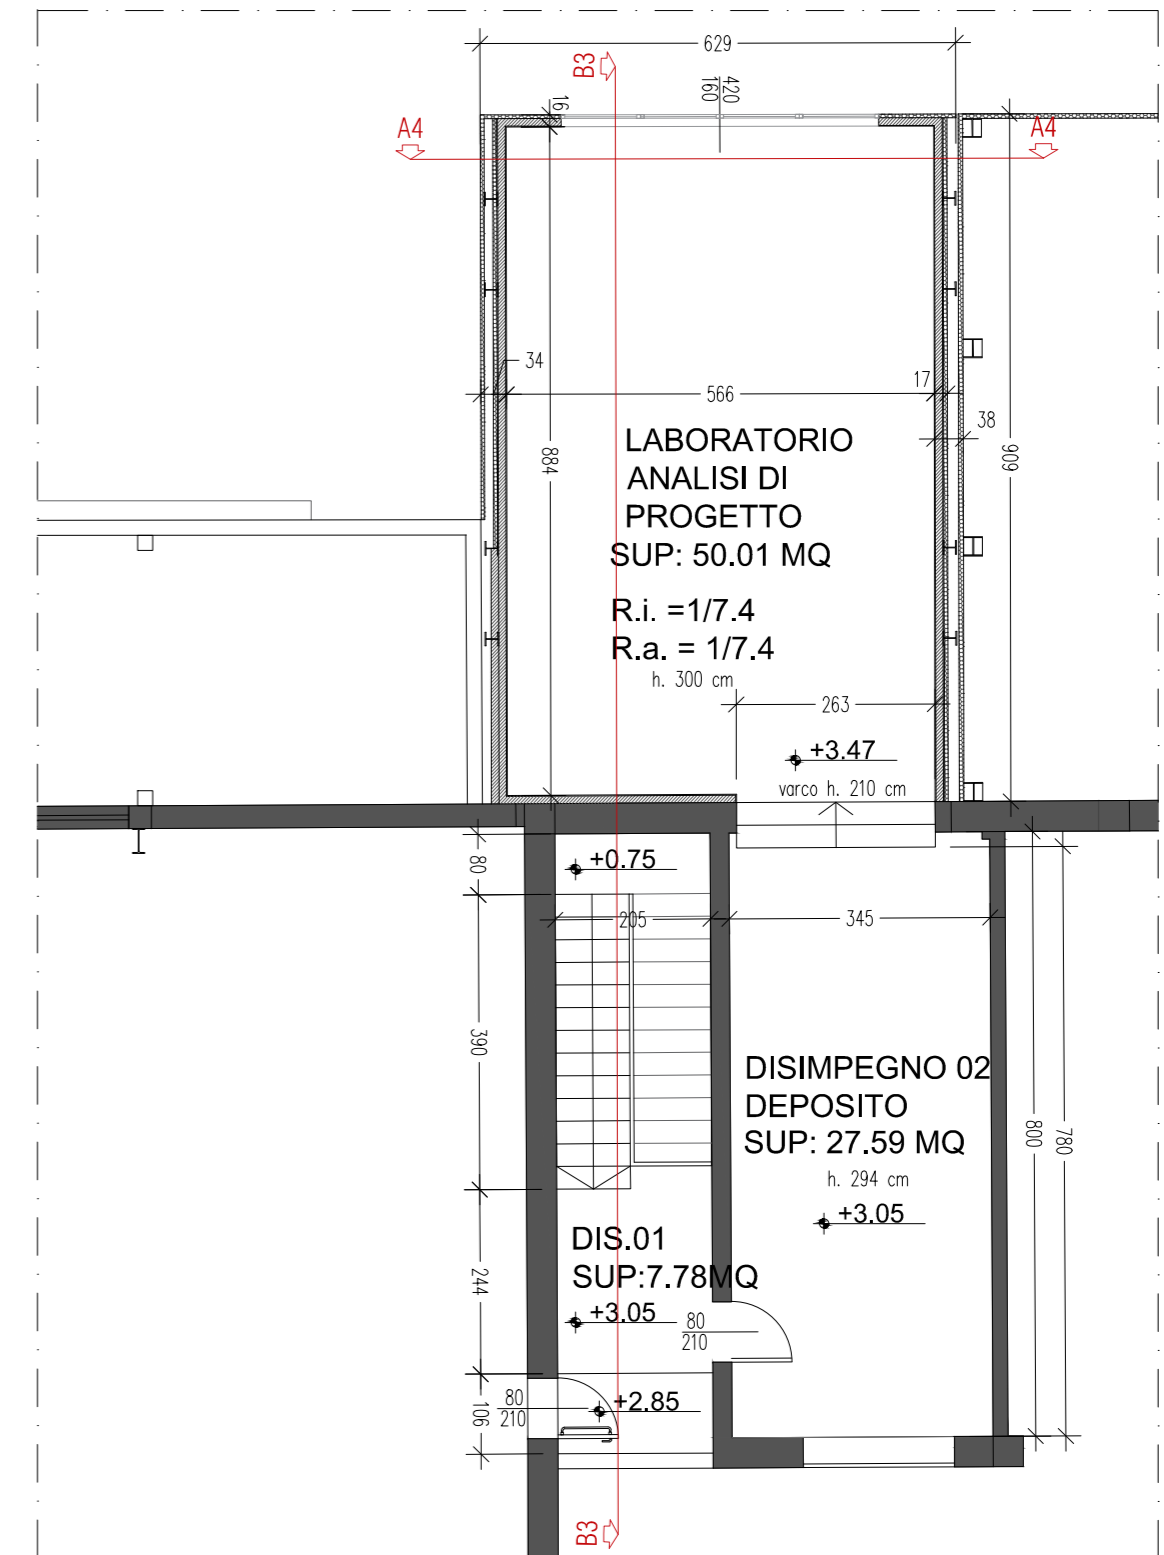 629
B3
420
160
16
A4
A4
34
566
17
38
884
909
LABORATORIO
ANALISI DI
PROGETTO
SUP: 50.01 MQ
R.i. =1/7.4
R.a. = 1/7.4
h. 300 cm
263
+3.47
varco h. 210 cm
80
+0.75
205
345
390
DISIMPEGNO 02
DEPOSITO
SUP: 27.59 MQ
h. 294 cm
+3.05
800
780
DIS.01
SUP:7.78MQ
+3.05
244
80
210
80
210
+2.85
106
B3